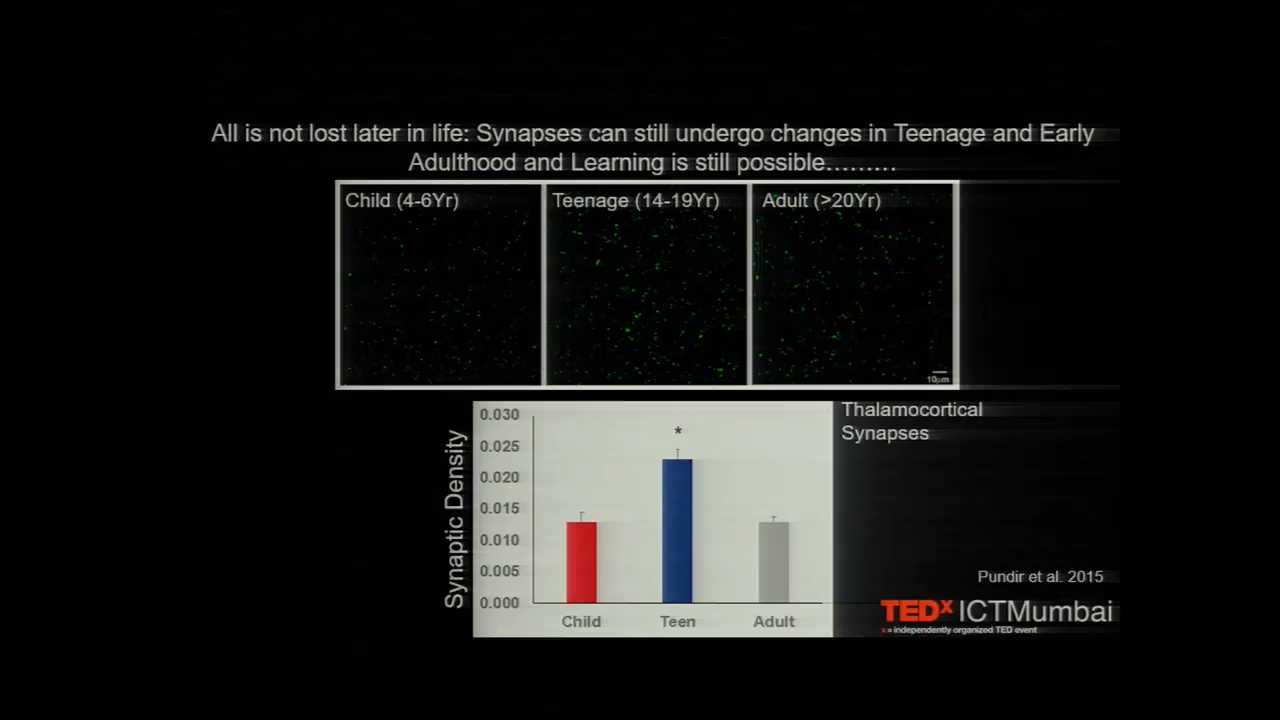 All is not lost later in life: Synapses can still undergo changes in Teenage and Early
Adulthood and Learning is still possible.........
Child (4-6Yr)
Teenage (14-19Yr)
Adult (>20Yr)
10µm
Thalamocortical
Synapses
Synaptic Density
0.030
0.025
0.020
0.015
0.010
0.005
0.000
*
Child
Teen
Adult
Pundir et al. 2015
TEDx ICTMumbai
x = independently organized TED event